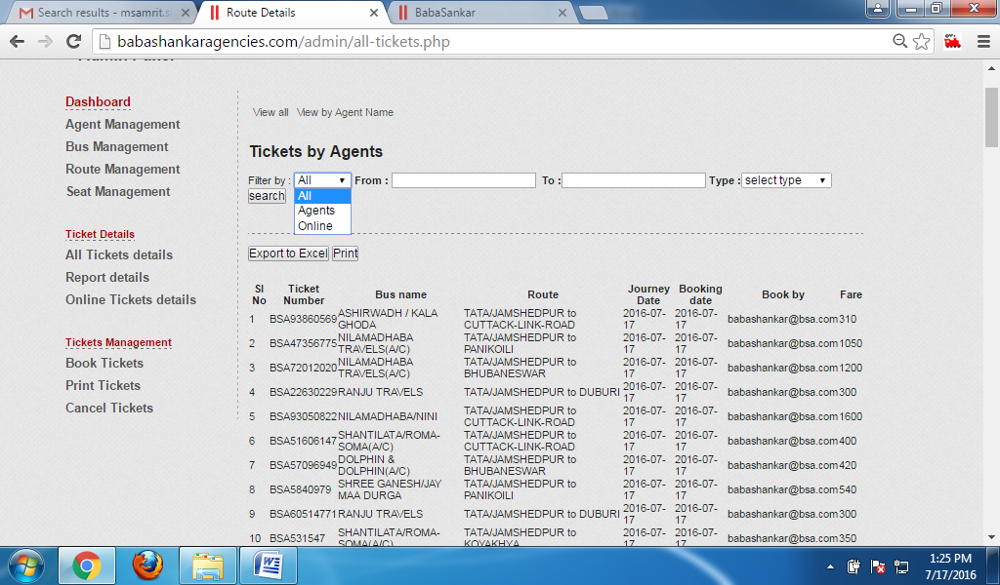 Search results - msamrit.s
Route Details
BabaSankar
babashankaragencies.com/admin/all-tickets.php
Admin Panel
Dashboard
Agent Management
Bus Management
Route Management
Seat Management
Ticket Details
All Tickets details
Report details
Online Tickets details
Tickets Management
Book Tickets
Print Tickets
Cancel Tickets
View all View by Agent Name
Tickets by Agents
Filter by : All From : To : Type : select type
search
All
Agents
Online
Export to Excel Print
Sl No Ticket Number Bus name Route Journey Date Booking date Book by Fare
1 BSA93860569 ASHIRWADH / KALA GHODA TATA/JAMSHEDPUR to CUTTACK-LINK-ROAD 2016-07-17 2016-07-17 babashankar@bsa.com 310
2 BSA47356775 NILAMADHABA TRAVELS(A/C) TATA/JAMSHEDPUR to PANIKOILI 2016-07-17 2016-07-17 babashankar@bsa.com 1050
3 BSA72012020 NILAMADHABA TRAVELS(A/C) TATA/JAMSHEDPUR to BHUBANESWAR 2016-07-17 2016-07-17 babashankar@bsa.com 1200
4 BSA22630229 RANJU TRAVELS TATA/JAMSHEDPUR to DUBURI 2016-07-17 2016-07-17 babashankar@bsa.com 300
5 BSA93050822 NILAMADHABA/NINI TATA/JAMSHEDPUR to CUTTACK-LINK-ROAD 2016-07-17 2016-07-17 babashankar@bsa.com 1600
6 BSA51606147 SHANTILATA/ROMA-SOMA(A/C) TATA/JAMSHEDPUR to CUTTACK-LINK-ROAD 2016-07-17 2016-07-17 babashankar@bsa.com 400
7 BSA57096949 DOLPHIN & DOLPHIN(A/C) TATA/JAMSHEDPUR to BHUBANESWAR 2016-07-17 2016-07-17 babashankar@bsa.com 420
8 BSA5840979 SHREE GANESH/JAY MAA DURGA TATA/JAMSHEDPUR to PANIKOILI 2016-07-17 2016-07-17 babashankar@bsa.com 540
9 BSA60514771 RANJU TRAVELS TATA/JAMSHEDPUR to DUBURI 2016-07-17 2016-07-17 babashankar@bsa.com 300
10 BSA531547 SHANTILATA/ROMA-SOMA(A/C) TATA/JAMSHEDPUR to KOYAKHYA 2016-07-17 2016-07-17 babashankar@bsa.com 350
1:25 PM
7/17/2016